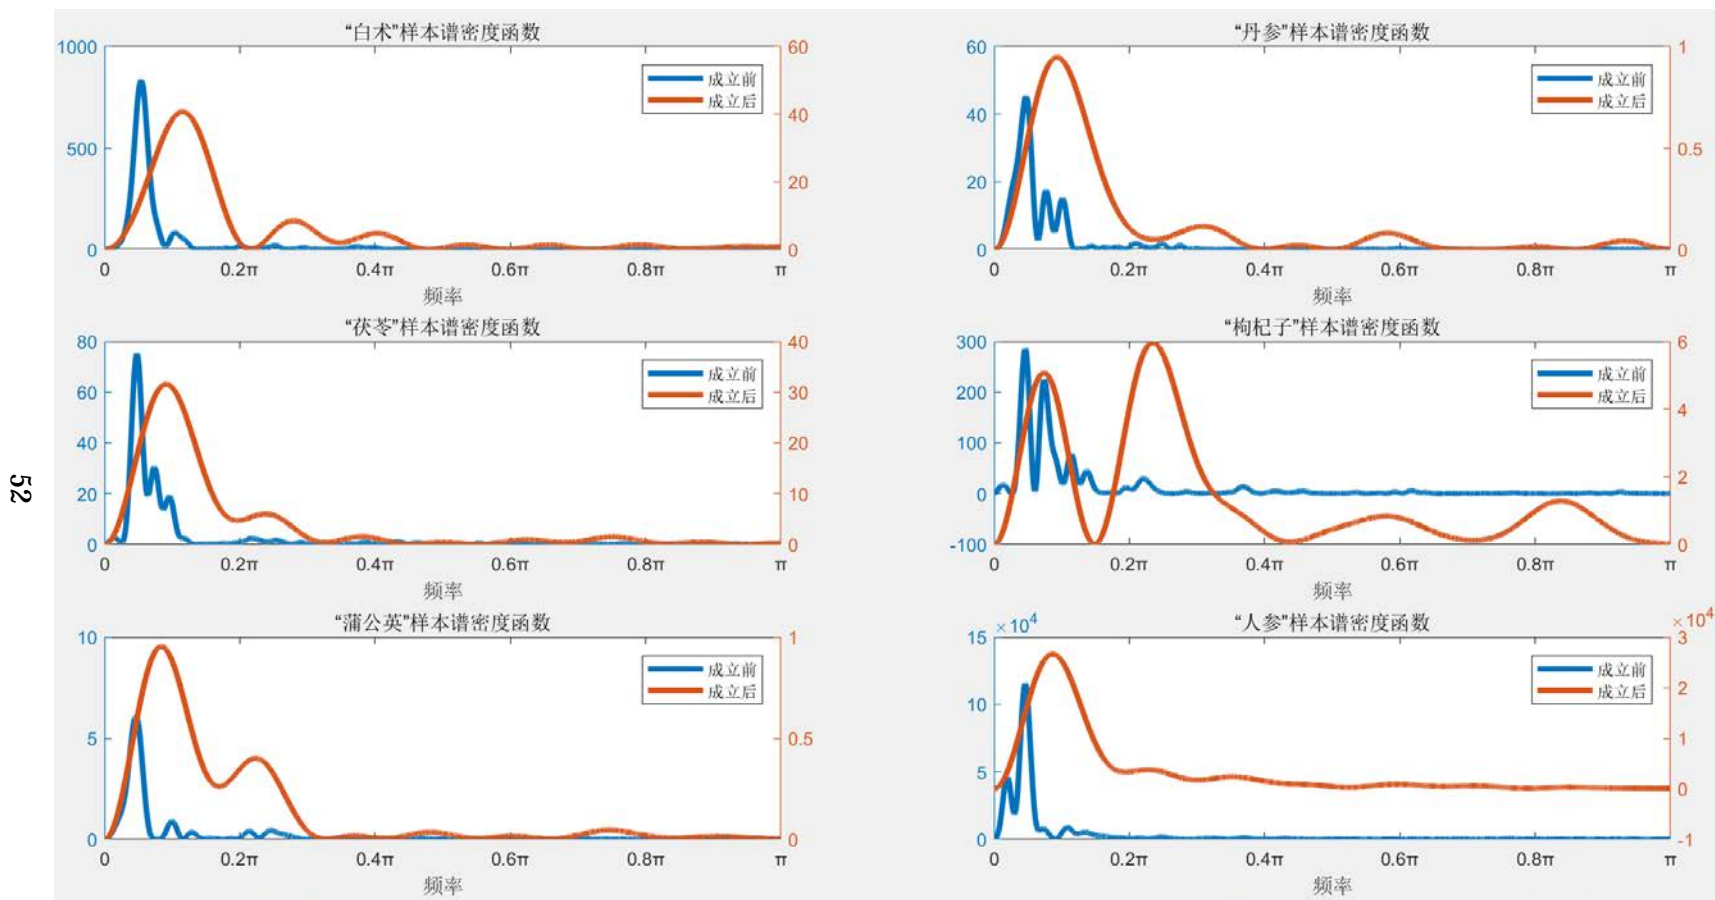 “白术”样本谱密度函数
1000
500
0
60
40
20
0
成立前
成立后
0 0.2π 0.4π 0.6π 0.8π π
频率
“丹参”样本谱密度函数
60
40
20
0
1
0.5
0
成立前
成立后
0 0.2π 0.4π 0.6π 0.8π π
频率
“茯苓”样本谱密度函数
80
60
40
20
0
40
30
20
10
0
成立前
成立后
0 0.2π 0.4π 0.6π 0.8π π
频率
“枸杞子”样本谱密度函数
300
200
100
0
-100
6
4
2
0
成立前
成立后
0 0.2π 0.4π 0.6π 0.8π π
频率
“蒲公英”样本谱密度函数
10
5
0
1
0.5
0
成立前
成立后
0 0.2π 0.4π 0.6π 0.8π π
频率
“人参”样本谱密度函数
×10⁴
15
10
5
0
×10⁴
3
2
1
0
-1
成立前
成立后
0 0.2π 0.4π 0.6π 0.8π π
频率
52